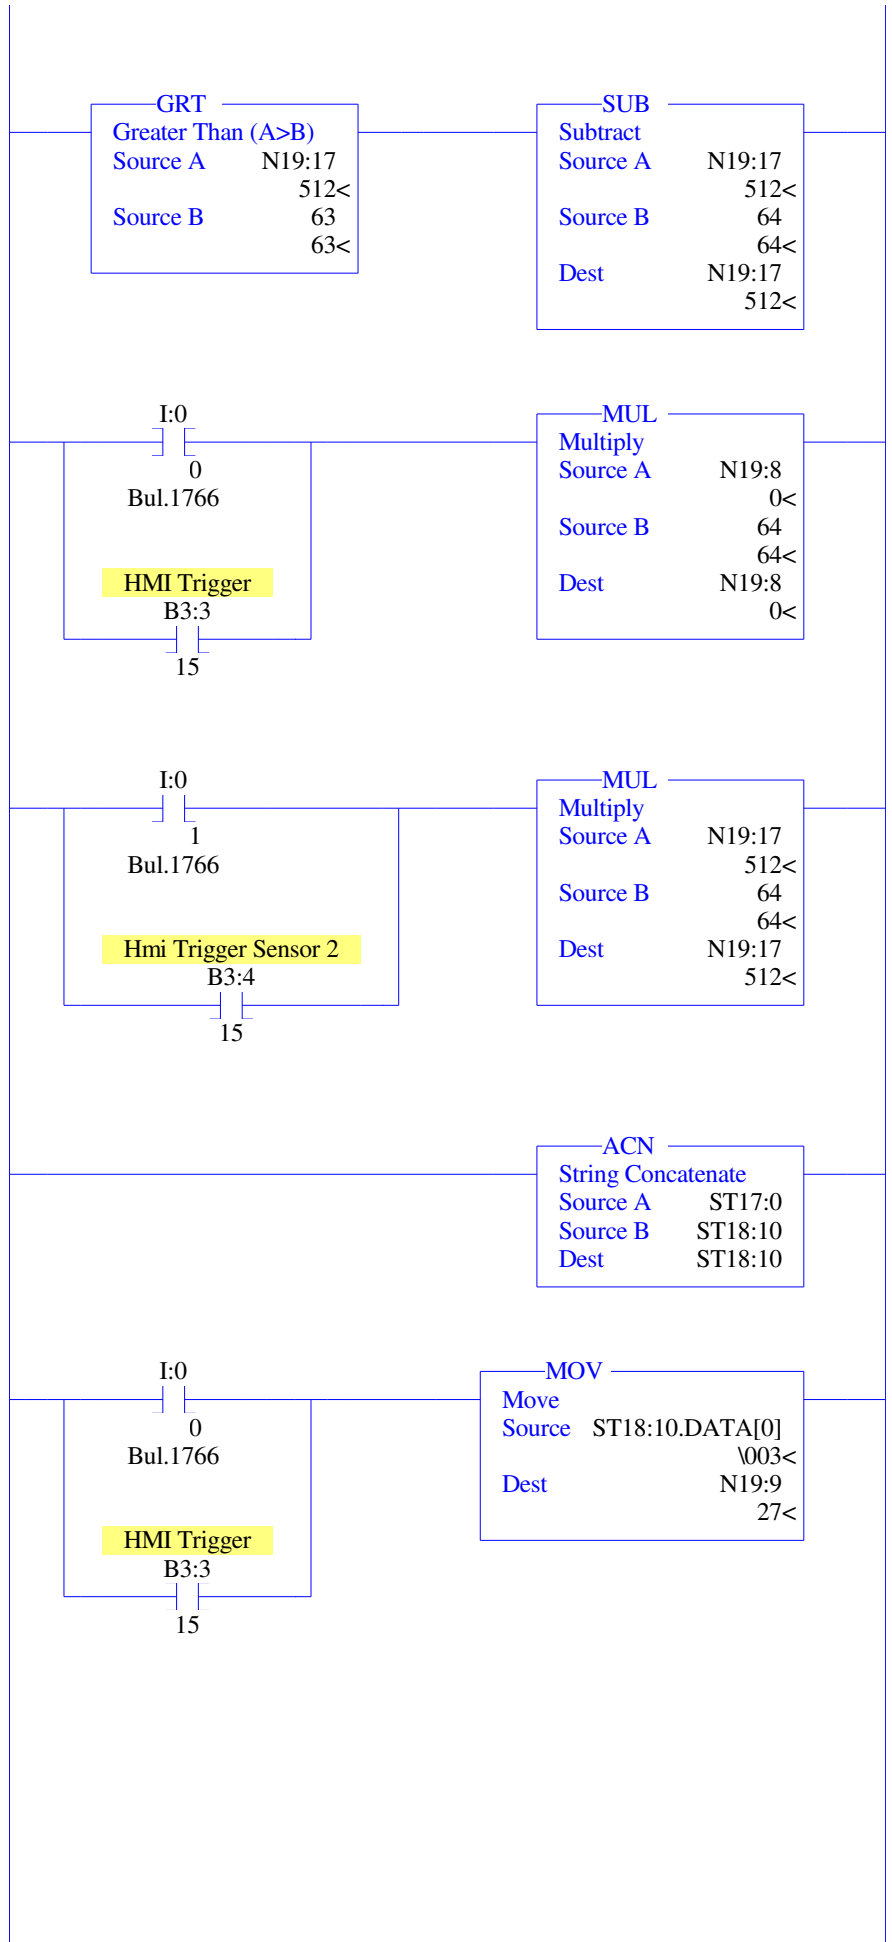 GRT
Greater Than (A>B)
Source A N19:17
512<
Source B 63
63<
SUB
Subtract
Source A N19:17
512<
Source B 64
64<
Dest N19:17
512<
I:0
0
Bul.1766
HMI Trigger
B3:3
15
MUL
Multiply
Source A N19:8
0<
Source B 64
64<
Dest N19:8
0<
I:0
1
Bul.1766
Hmi Trigger Sensor 2
B3:4
15
MUL
Multiply
Source A N19:17
512<
Source B 64
64<
Dest N19:17
512<
ACN
String Concatenate
Source A ST17:0
Source B ST18:10
Dest ST18:10
I:0
0
Bul.1766
HMI Trigger
B3:3
15
MOV
Move
Source ST18:10.DATA[0]
\003<
Dest N19:9
27<